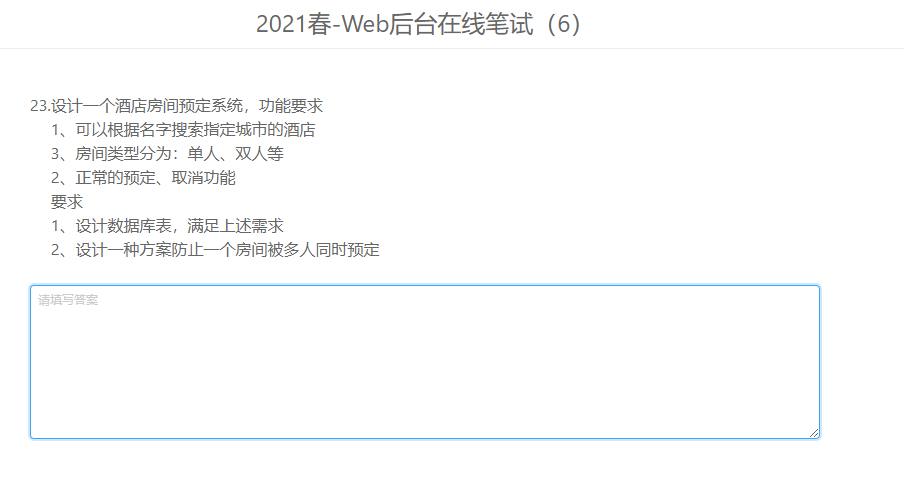 2021春-Web后台在线笔试（6）
23.设计一个酒店房间预定系统，功能要求
1、可以根据名字搜索指定城市的酒店
3、房间类型分为：单人、双人等
2、正常的预定、取消功能
要求
1、设计数据库表，满足上述需求
2、设计一种方案防止一个房间被多人同时预定
请填写答案